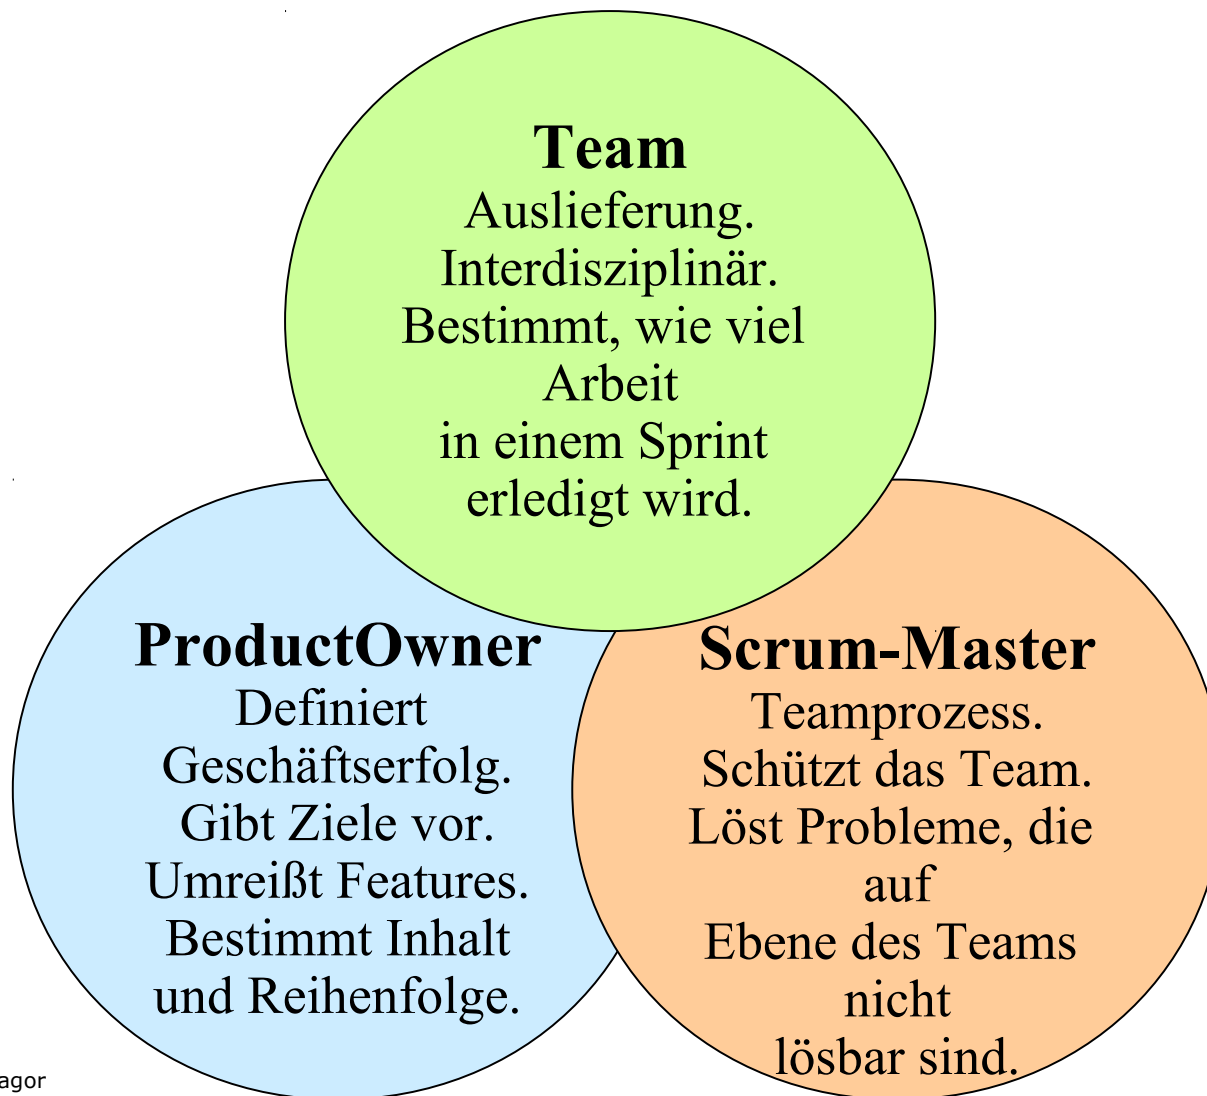 Team
Auslieferung.
Interdisziplinär.
Bestimmt, wie viel
Arbeit
in einem Sprint
erledigt wird.
ProductOwner
Definiert
Geschäftserfolg.
Gibt Ziele vor.
Umreißt Features.
Bestimmt Inhalt
und Reihenfolge.
Scrum-Master
Teamprozess.
Schützt das Team.
Löst Probleme, die
auf
Ebene des Teams
nicht
lösbar sind.
agor